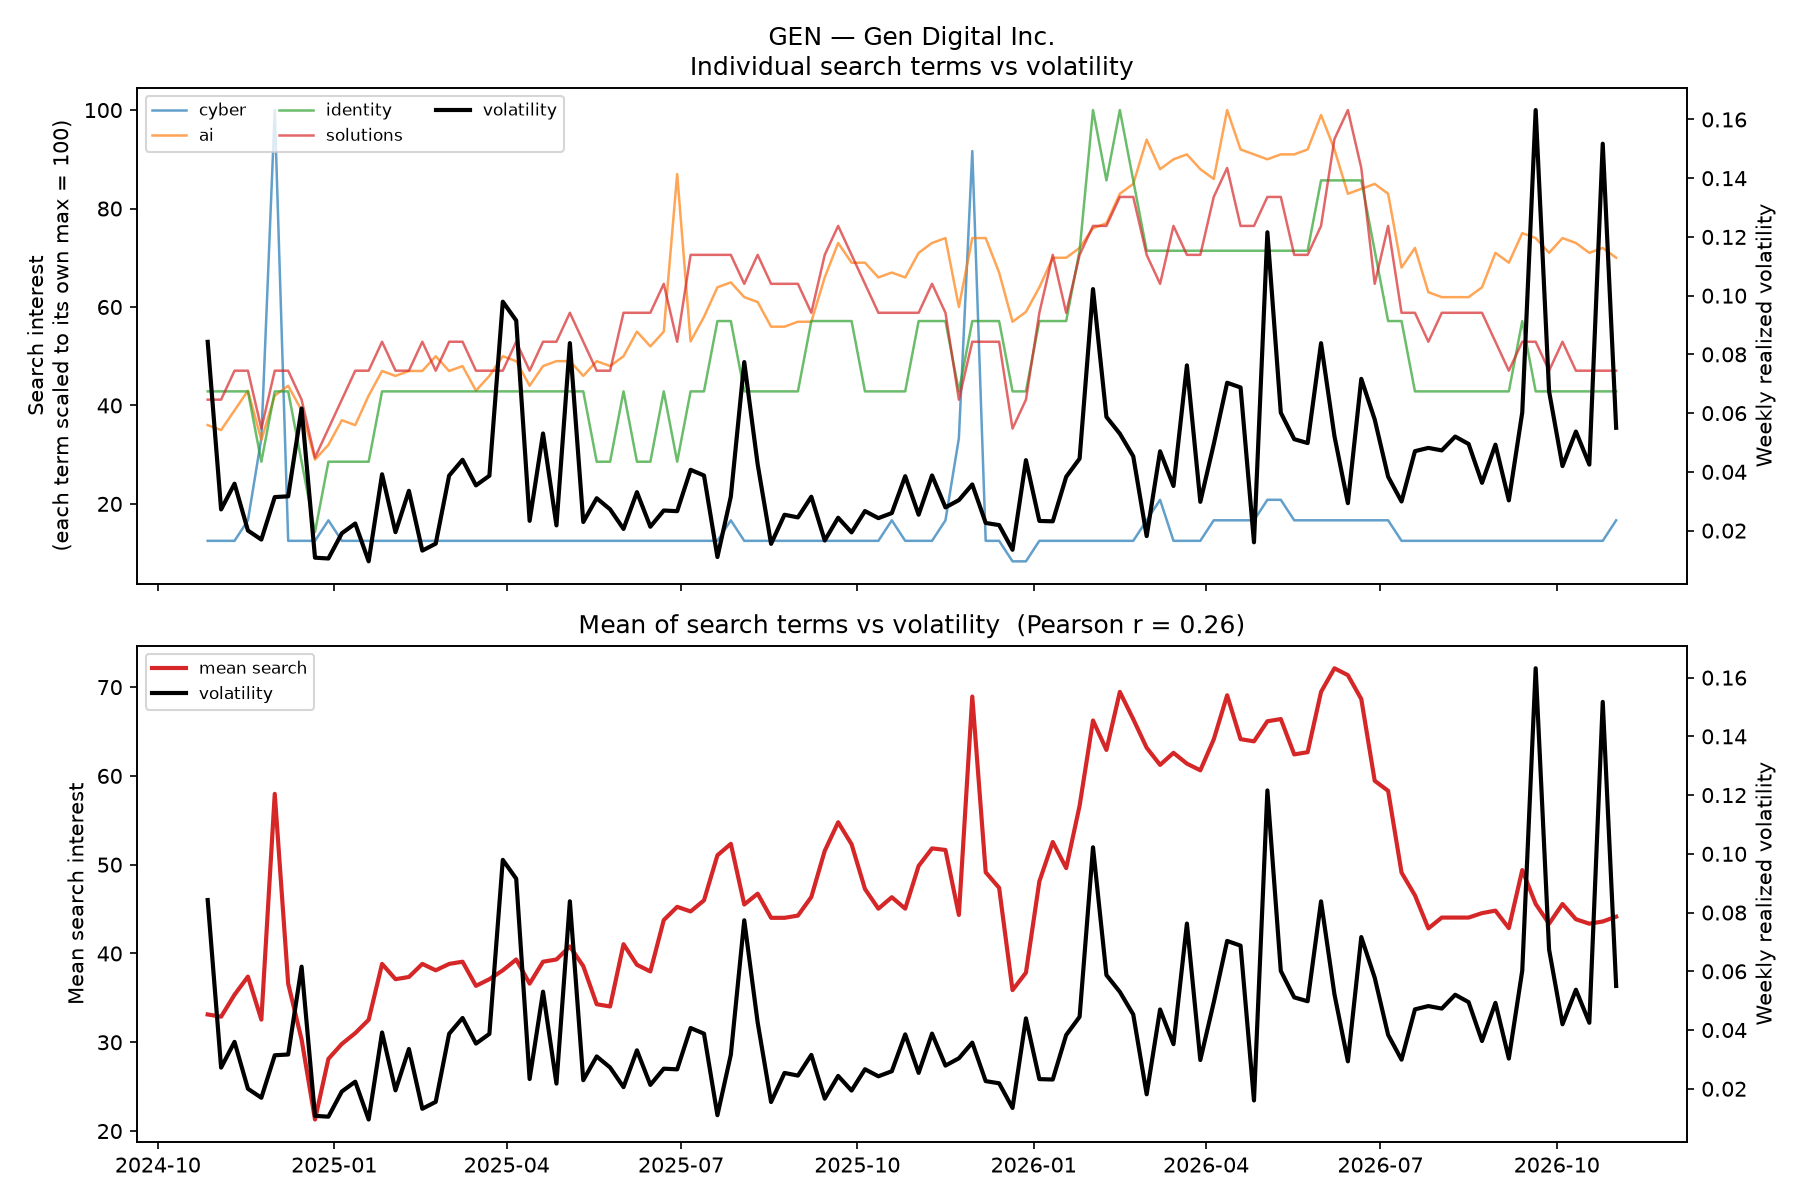 GEN — Gen Digital Inc.
Individual search terms vs volatility
cyber
ai
identity
solutions
volatility
100
80
60
40
20
Search interest
(each term scaled to its own max = 100)
0.16
0.14
0.12
0.10
0.08
0.06
0.04
0.02
Weekly realized volatility
Mean of search terms vs volatility  (Pearson r = 0.26)
mean search
volatility
70
60
50
40
30
20
Mean search interest
0.16
0.14
0.12
0.10
0.08
0.06
0.04
0.02
Weekly realized volatility
2024-10
2025-01
2025-04
2025-07
2025-10
2026-01
2026-04
2026-07
2026-10